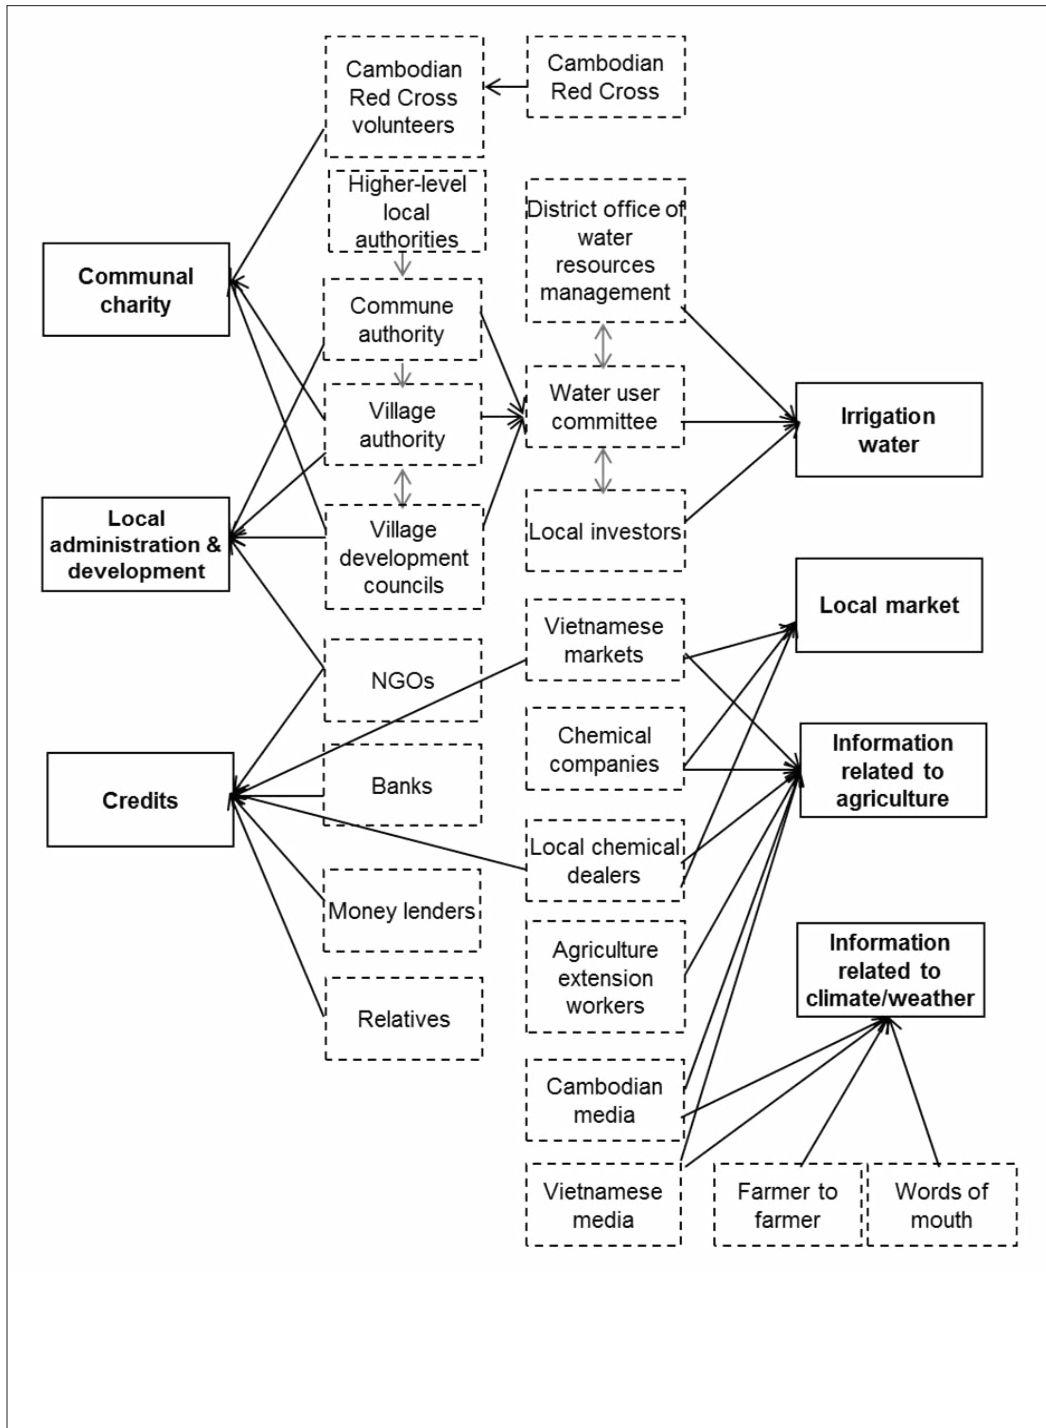 Cambodian
Red Cross
volunteers
Cambodian
Red Cross
Higher-level
local
authorities
District office of
water
resources
management
Communal
charity
Commune
authority
Village
authority
Water user
committee
Irrigation
water
Local
administration &
development
Village
development
councils
Local investors
Local market
Vietnamese
markets
NGOs
Chemical
companies
Information
related to
agriculture
Credits
Banks
Local chemical
dealers
Money lenders
Agriculture
extension
workers
Information
related to
climate/weather
Relatives
Cambodian
media
Vietnamese
media
Farmer to
farmer
Words of
mouth